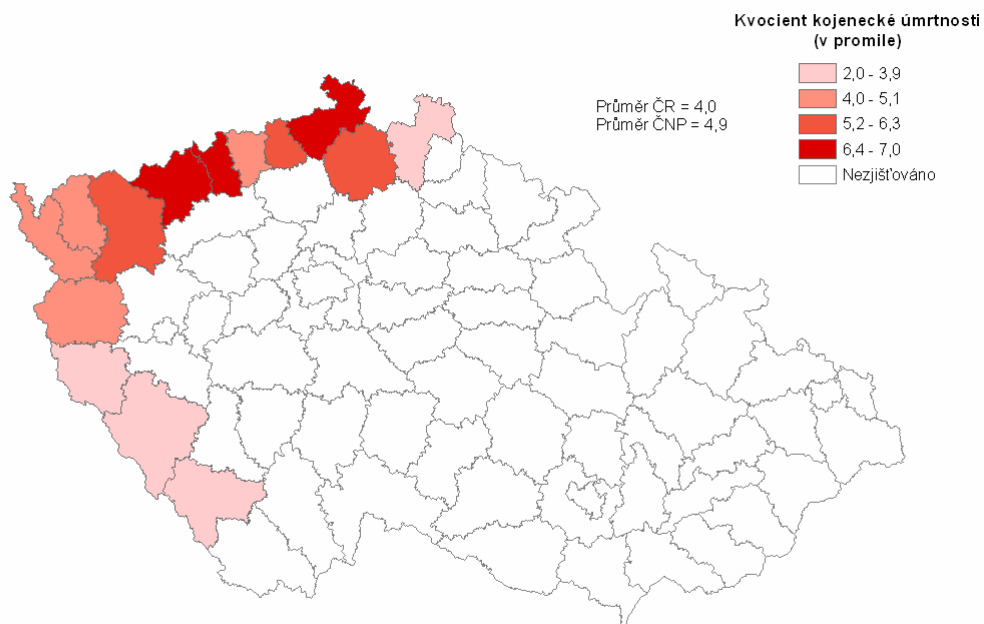 Kvocient kojenecké úmrtnosti
(v promile)
2,0 - 3,9
4,0 - 5,1
5,2 - 6,3
6,4 - 7,0
Nezjišťováno
Průměr ČR = 4,0
Průměr ČNP = 4,9